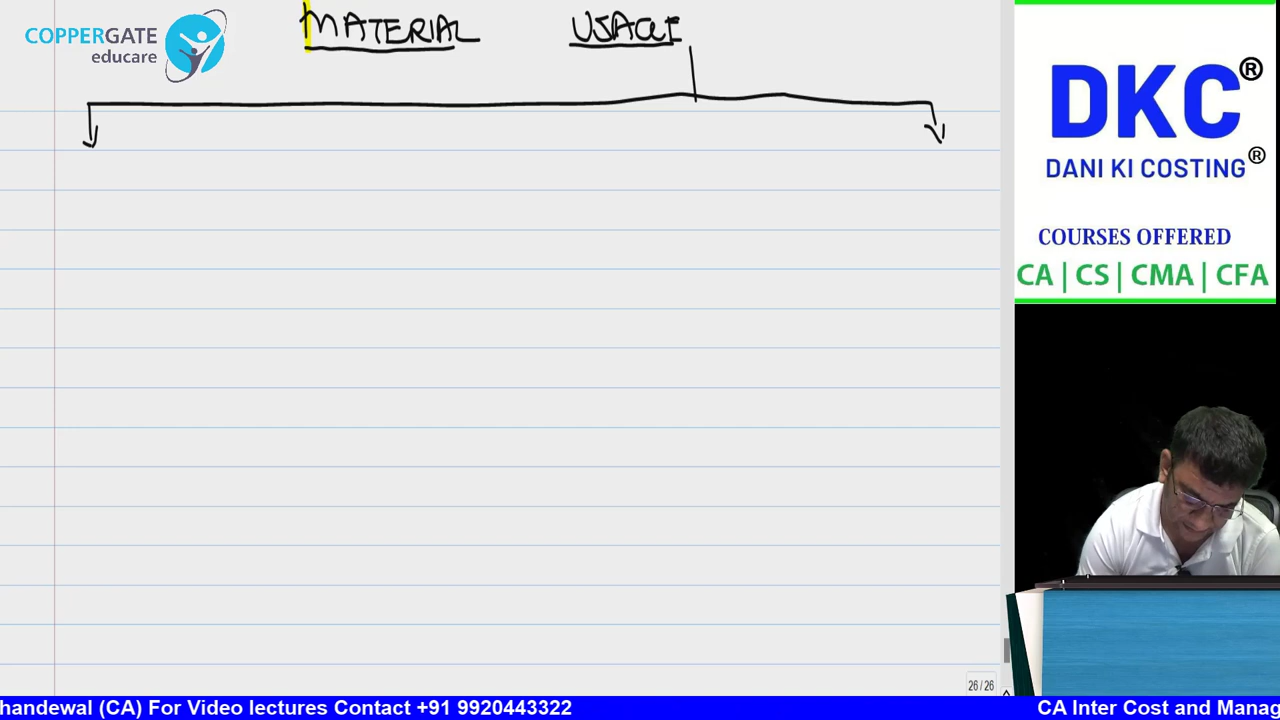 COPPERGATE
educare
MATERIAL USAGE
DKC®
DANI KI COSTING®
COURSES OFFERED
CA | CS | CMA | CFA
26 / 26
handewal (CA) For Video lectures Contact +91 9920443322
CA Inter Cost and Manag